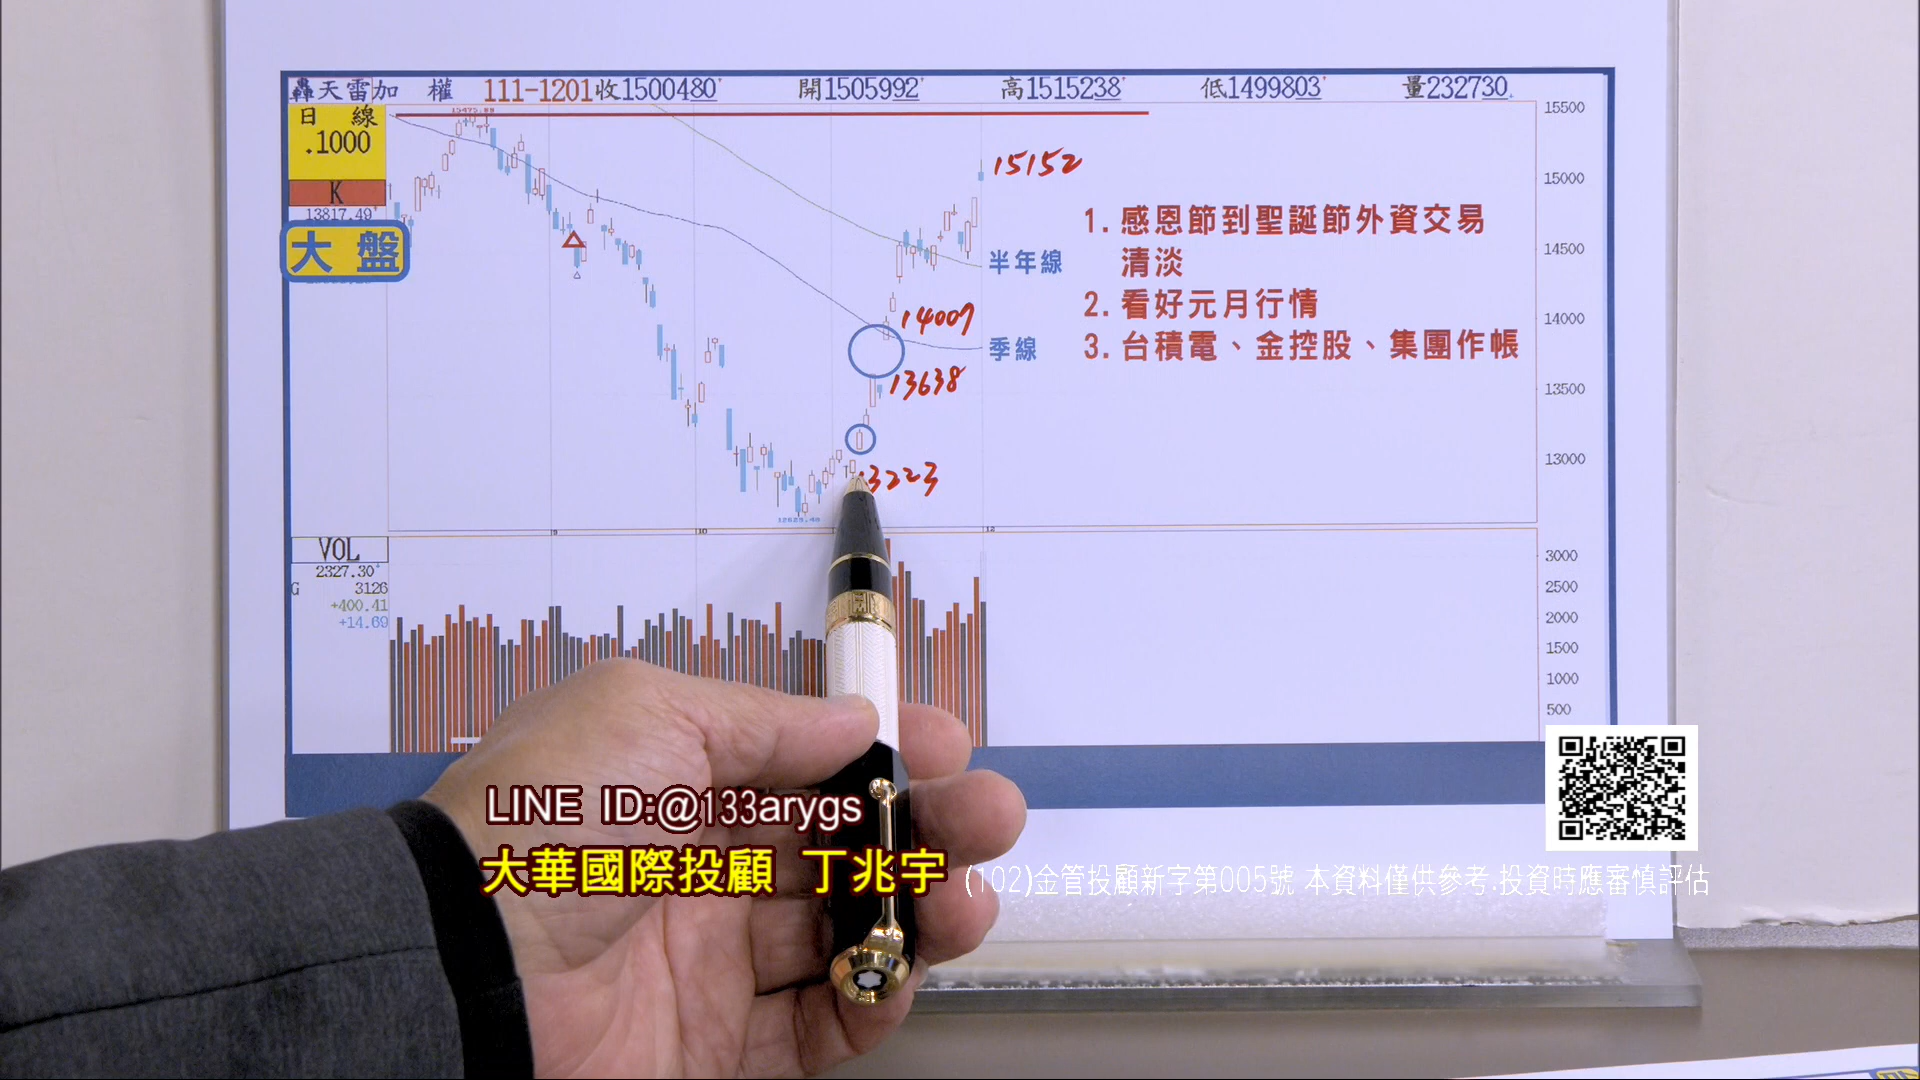 轟天雷加 權 111-1201收1500480 開1505992 高1515238 低1499803 量232730
日 線
.1000
K
13817.49
大 盤
15475.89
15500
15000
14500
14000
13500
13000
15152
1. 感恩節到聖誕節外資交易
清淡
2. 看好元月行情
3. 台積電、金控股、集團作帳
半年線
季線
14007
13638
13223
9
10
12
VOL
2327.30
G 3126
+400.41
+14.69
3000
2500
2000
1500
1000
500
LINE ID:@133arygs
大華國際投顧 丁兆宇
(102)金管投顧新字第005號 本資料僅供參考.投資時應審慎評估